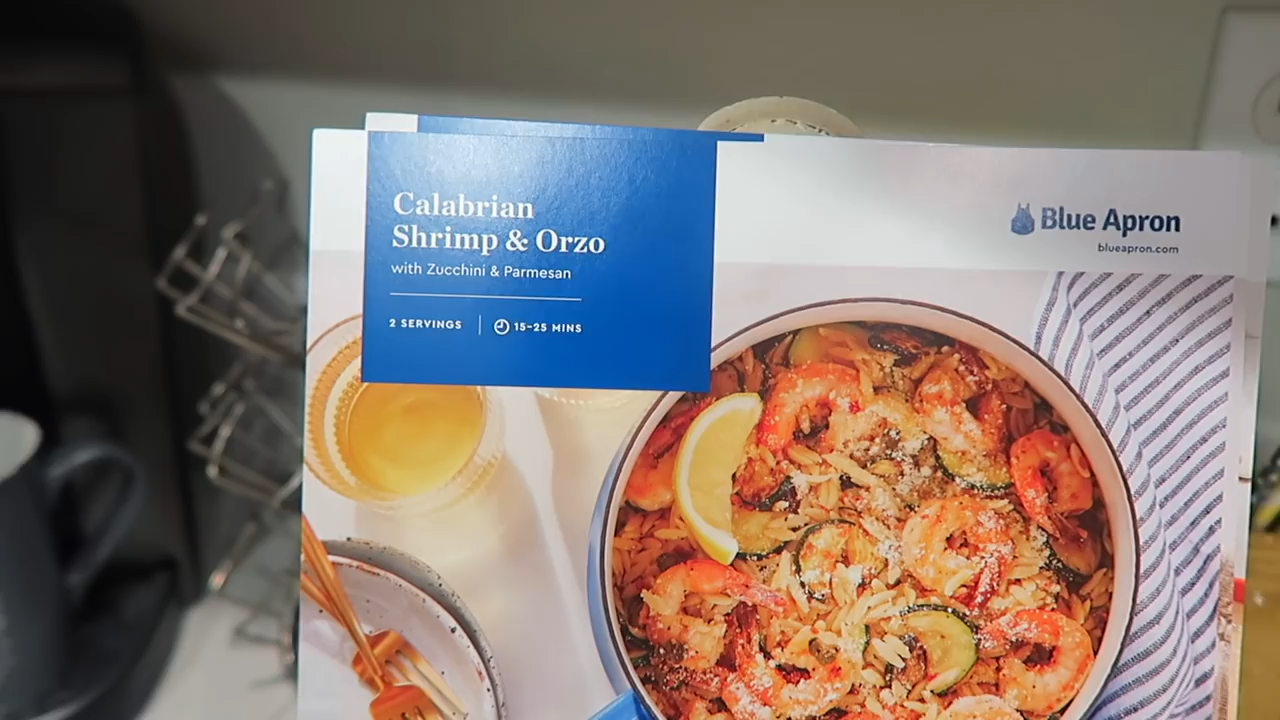 Calabrian
Shrimp & Orzo
with Zucchini & Parmesan
2 SERVINGS
15-25 MINS
Blue Apron
blueapron.com